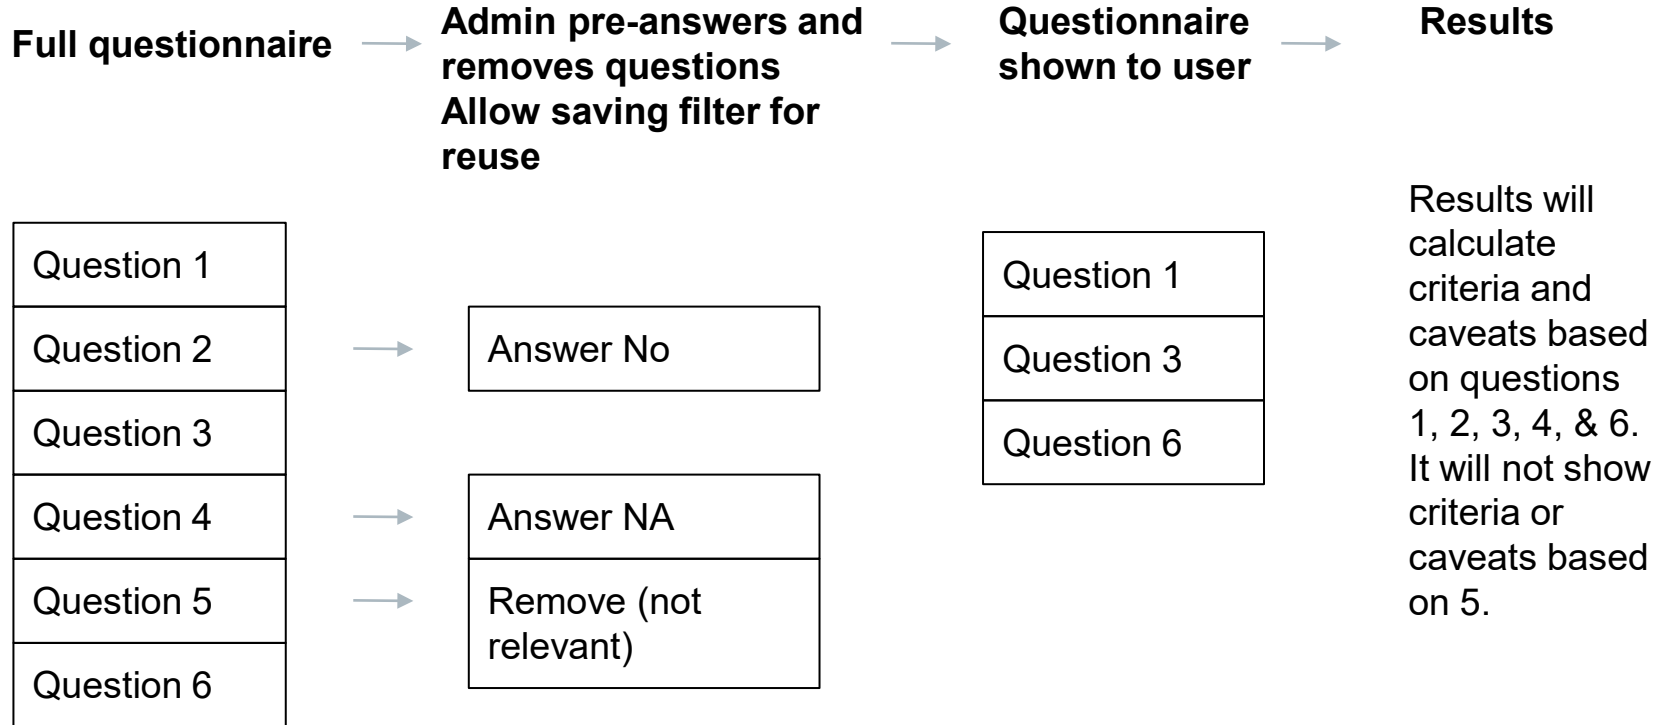 Full questionnaire
Admin pre-answers and
removes questions
Allow saving filter for
reuse
Questionnaire
shown to user
Results
Question 1
Question 2
Question 3
Question 4
Question 5
Question 6
Answer No
Answer NA
Remove (not
relevant)
Question 1
Question 3
Question 6
Results will
calculate
criteria and
caveats based
on questions
1, 2, 3, 4, & 6.
It will not show
criteria or
caveats based
on 5.